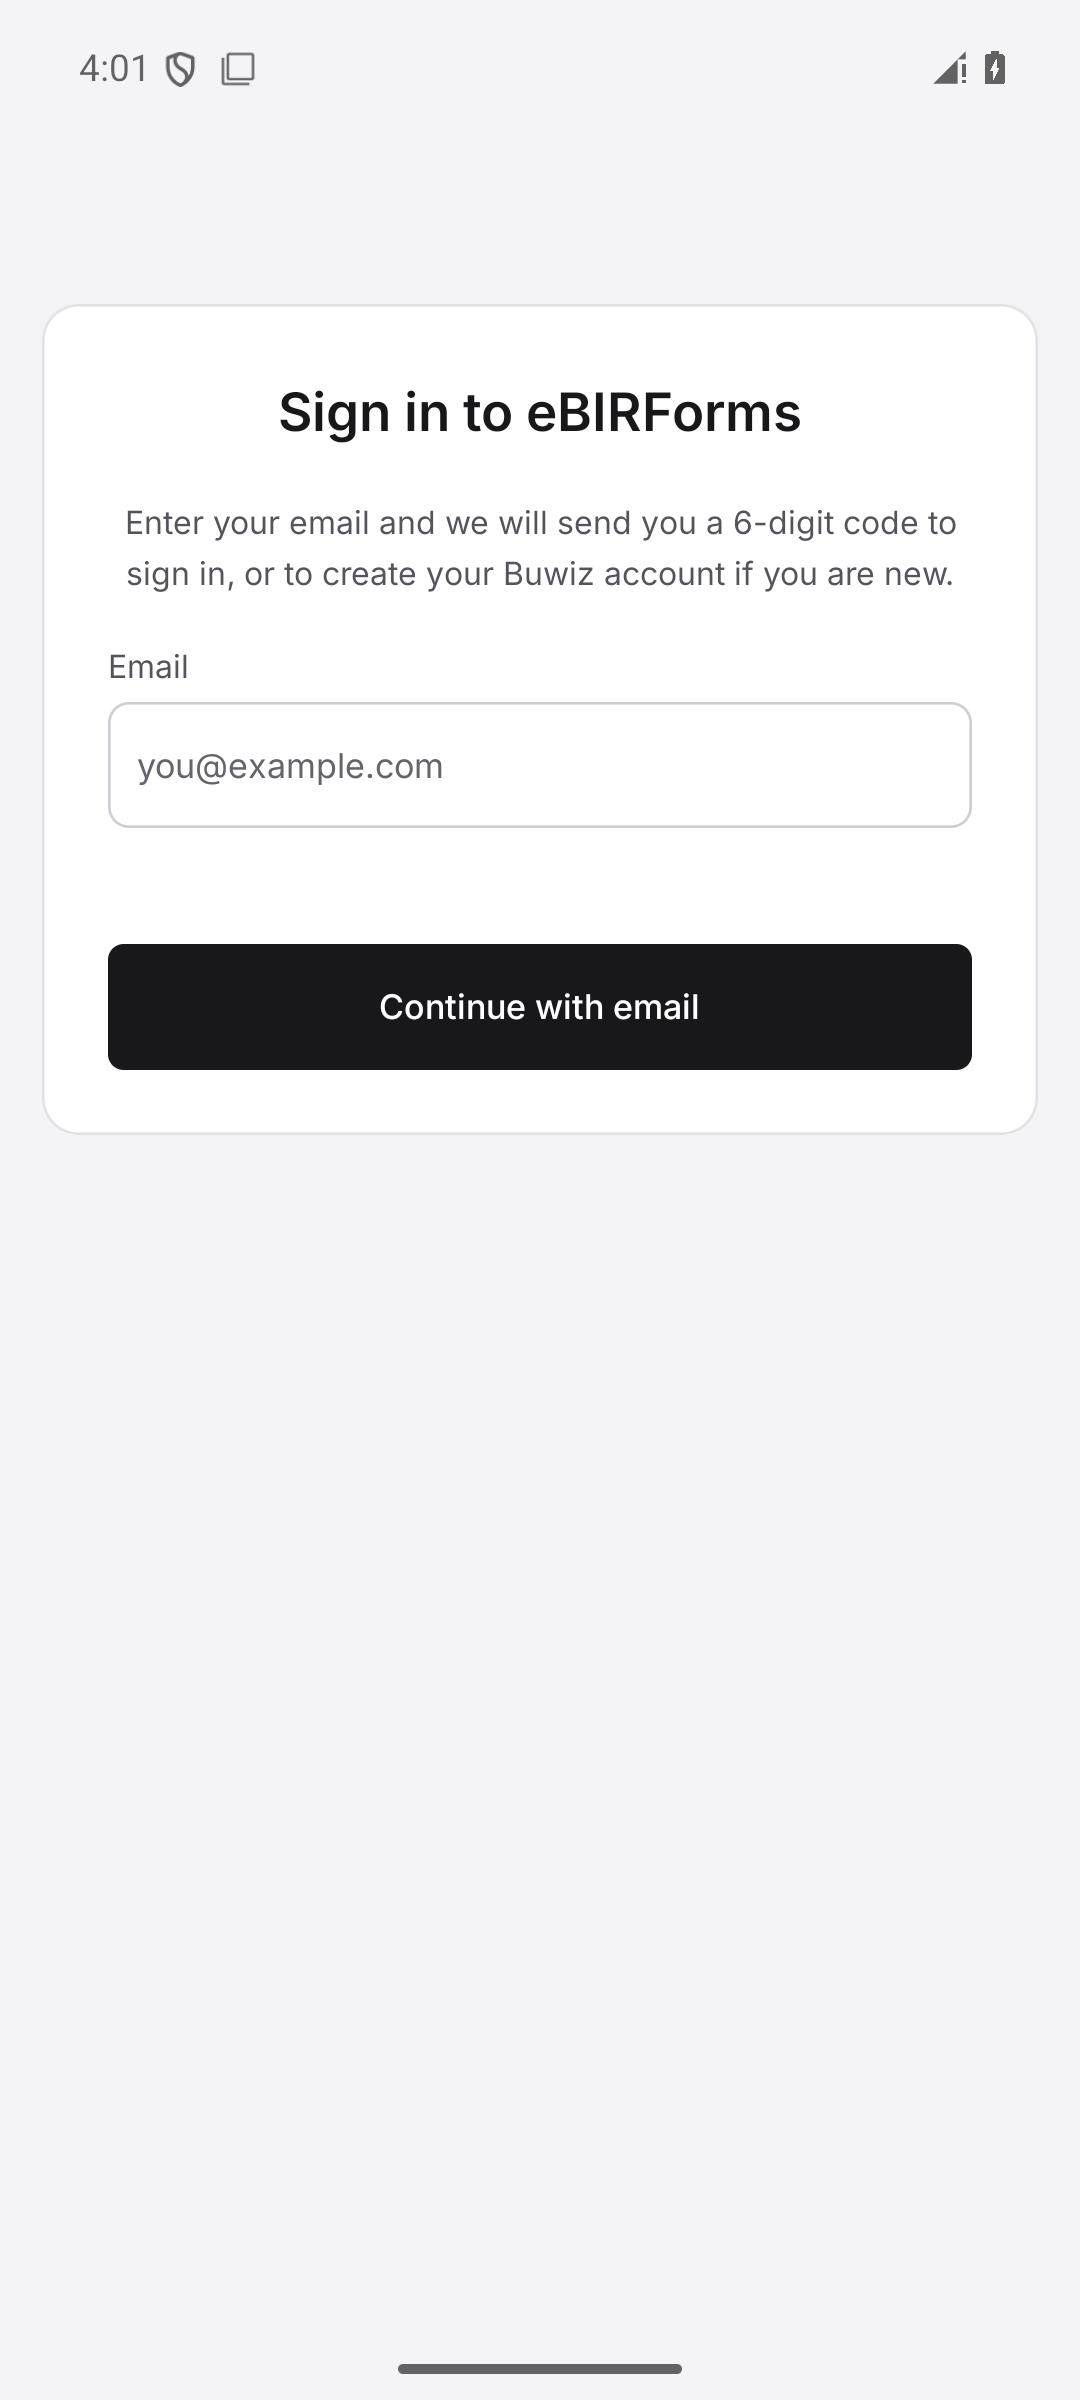 4:01
Sign in to eBIRForms
Enter your email and we will send you a 6-digit code to
sign in, or to create your Buwiz account if you are new.
Email
you@example.com
Continue with email